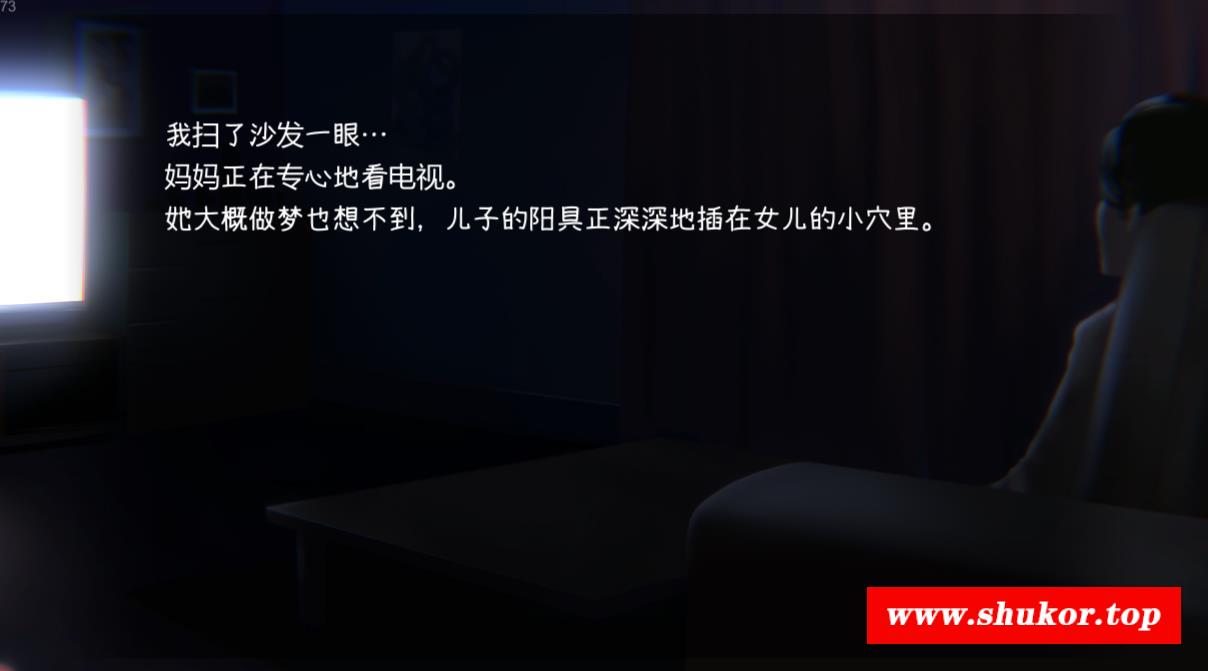 73
我扫了沙发一眼…
妈妈正在专心地看电视。
她大概做梦也想不到，儿子的阳具正深深地插在女儿的小穴里。
www.shukor.top